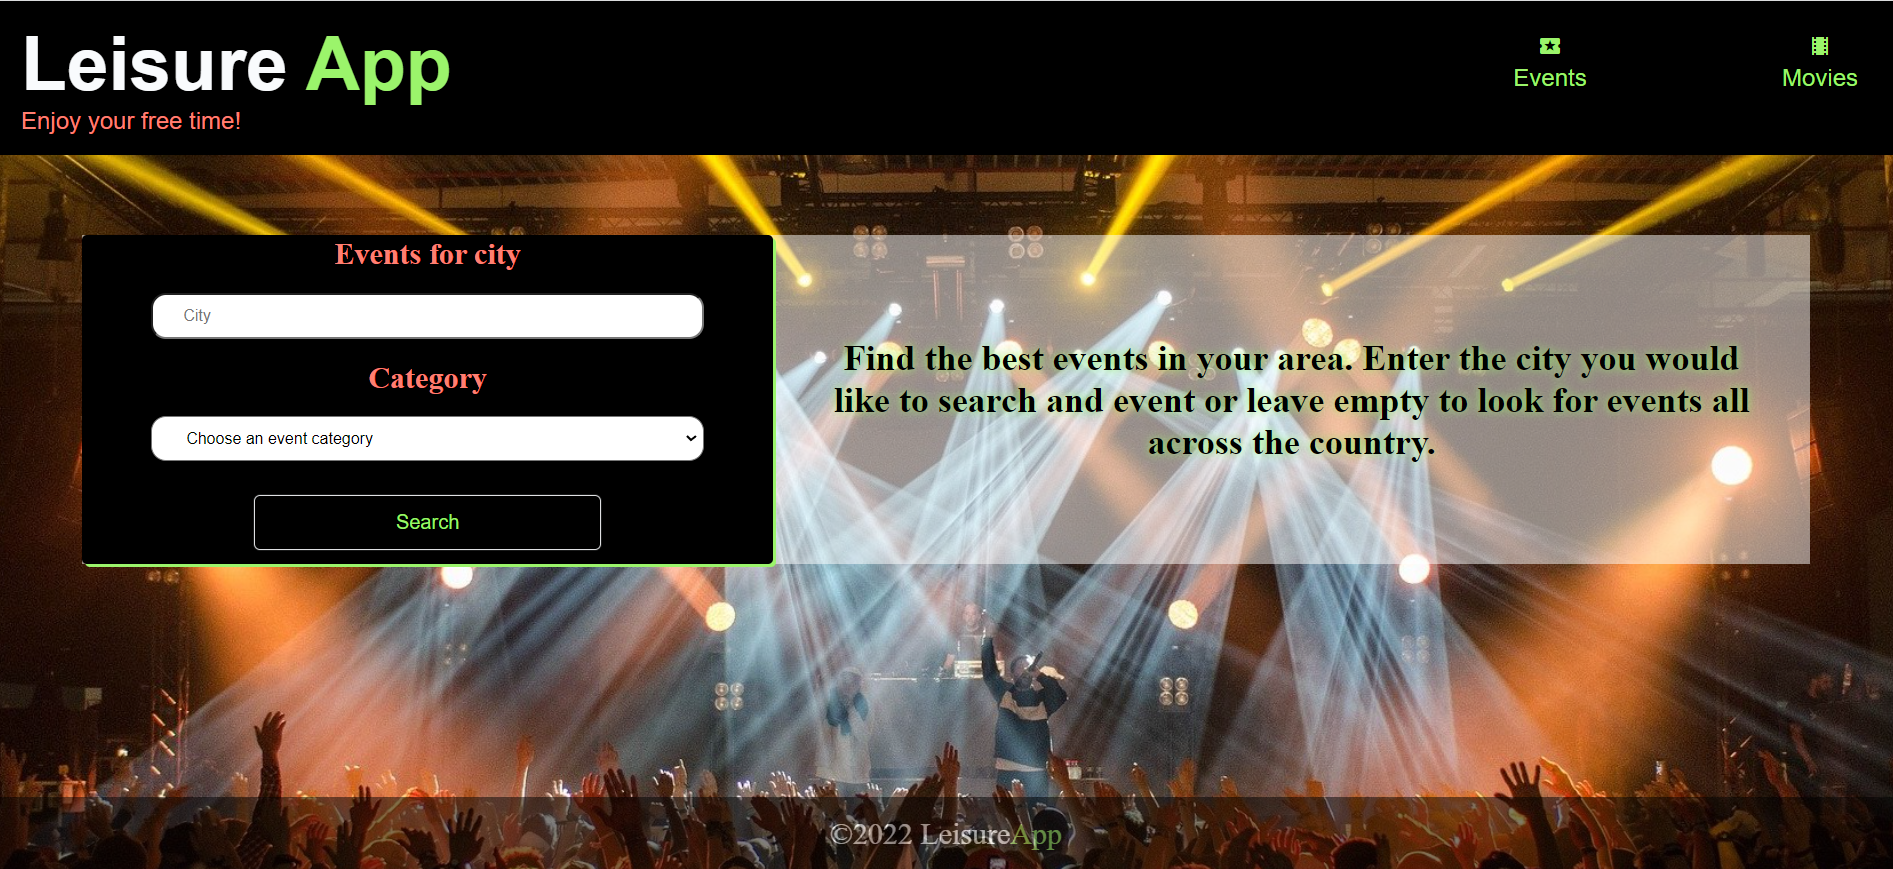 Leisure App
Enjoy your free time!
Events
Movies
Events for city
City
Category
Choose an event category
Search
Find the best events in your area. Enter the city you would
like to search and event or leave empty to look for events all
across the country.
©2022 LeisureApp